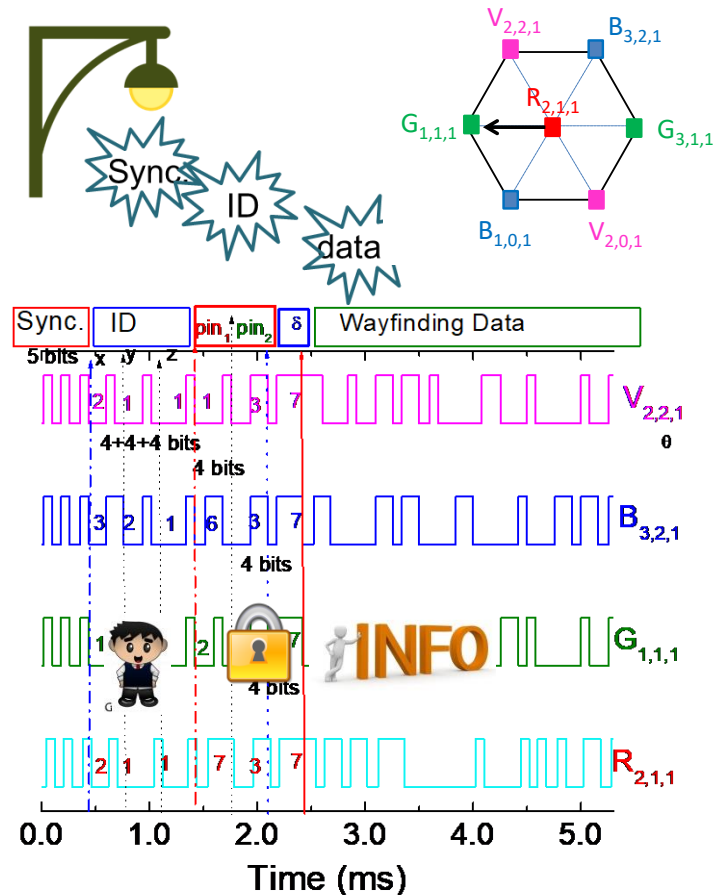 V2,2,1
B3,2,1
R2,1,1
G1,1,1
G3,1,1
B1,0,1
V2,0,1
Sync.
ID
data
Sync. ID pin1 pin2 δ Wayfinding Data
5 bits x y z
2 1 1 1 3 7 V2,2,1
4+4+4 bits θ
4 bits
3 2 1 6 3 7 B3,2,1
4 bits
1 2 7 INFO G1,1,1
4 bits
G
2 1 1 7 3 7 R2,1,1
0.0 1.0 2.0 3.0 4.0 5.0
Time (ms)